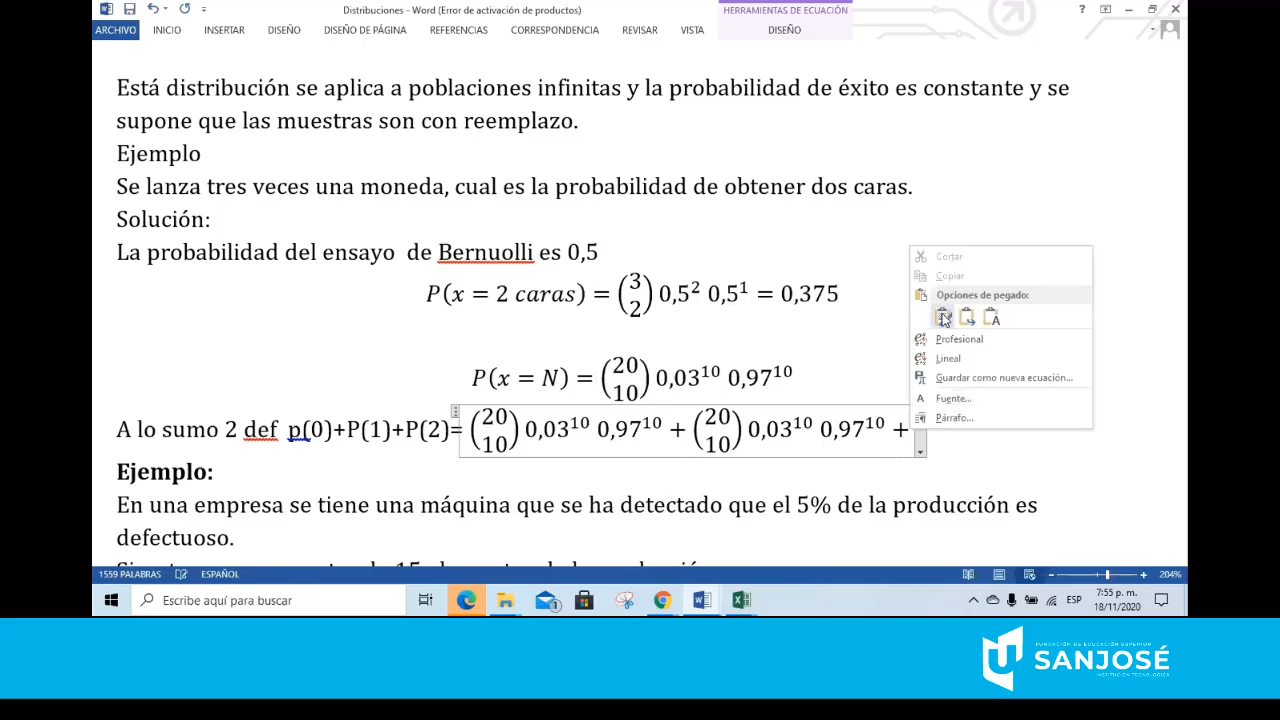 Distribuciones - Word (Error de activación de productos)
HERRAMIENTAS DE ECUACIÓN
ARCHIVO INICIO INSERTAR DISEÑO DISEÑO DE PÁGINA REFERENCIAS CORRESPONDENCIA REVISAR VISTA DISEÑO
Está distribución se aplica a poblaciones infinitas y la probabilidad de éxito es constante y se
supone que las muestras son con reemplazo.
Ejemplo
Se lanza tres veces una moneda, cual es la probabilidad de obtener dos caras.
Solución:
La probabilidad del ensayo de Bernuolli es 0,5
P(x = 2 caras) = (3 2) 0,5² 0,5¹ = 0,375
P(x = N) = (20 10) 0,03¹⁰ 0,97¹⁰
A lo sumo 2 def p(0)+P(1)+P(2)= (20 10) 0,03¹⁰ 0,97¹⁰ + (20 10) 0,03¹⁰ 0,97¹⁰ +
Ejemplo:
En una empresa se tiene una máquina que se ha detectado que el 5% de la producción es
defectuoso.
Cortar
Copiar
Opciones de pegado:
Profesional
Lineal
Guardar como nueva ecuación...
Fuente...
Párrafo...
1559 PALABRAS ESPAÑOL 204%
Escribe aquí para buscar
ESP
7:55 p. m.
18/11/2020
FUNDACIÓN DE EDUCACIÓN SUPERIOR
SANJOSÉ
INSTITUCIÓN TECNOLÓGICA